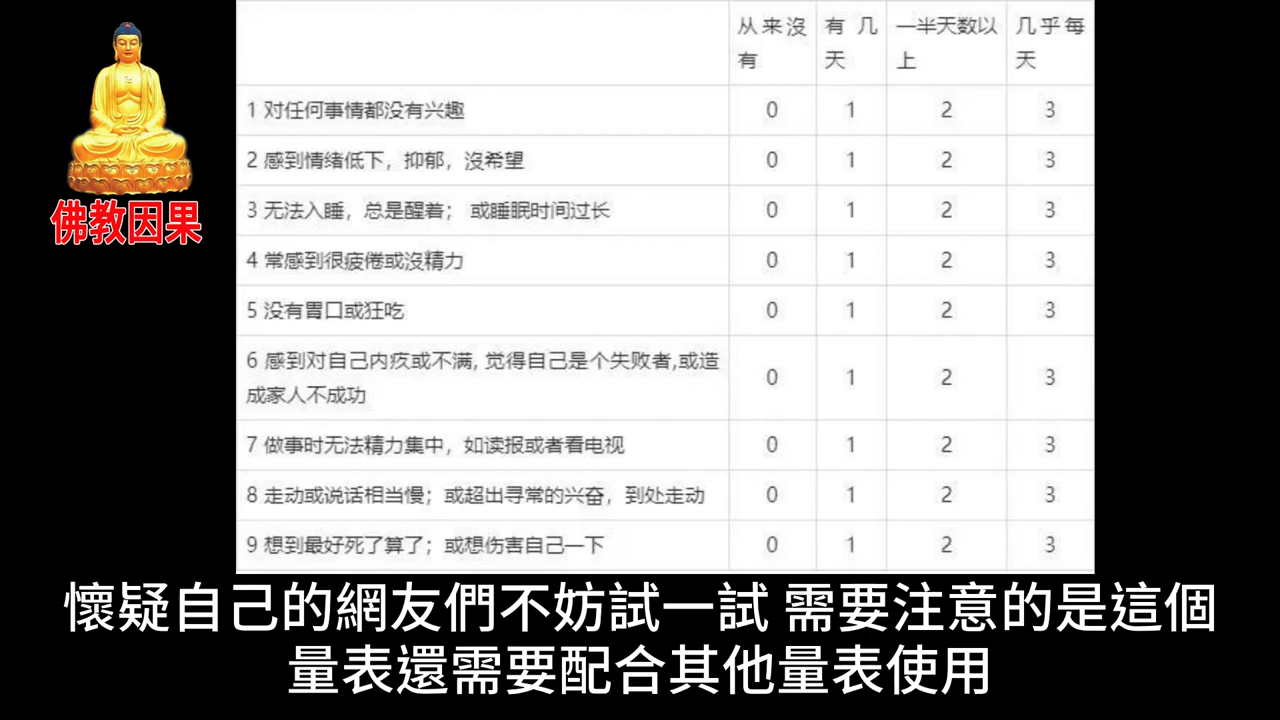 佛教因果
从来沒有 有几天 一半天数以上 几乎每天
1 对任何事情都没有兴趣 0 1 2 3
2 感到情绪低下，抑郁，沒希望 0 1 2 3
3 无法入睡，总是醒着； 或睡眠时间过长 0 1 2 3
4 常感到很疲倦或沒精力 0 1 2 3
5 没有胃口或狂吃 0 1 2 3
6 感到对自己内疚或不满, 觉得自己是个失败者,或造
成家人不成功 0 1 2 3
7 做事时无法精力集中，如读报或者看电视 0 1 2 3
8 走动或说话相当慢；或超出寻常的兴奋，到处走动 0 1 2 3
9 想到最好死了算了；或想伤害自己一下 0 1 2 3
懷疑自己的網友們不妨試一試 需要注意的是這個
量表還需要配合其他量表使用